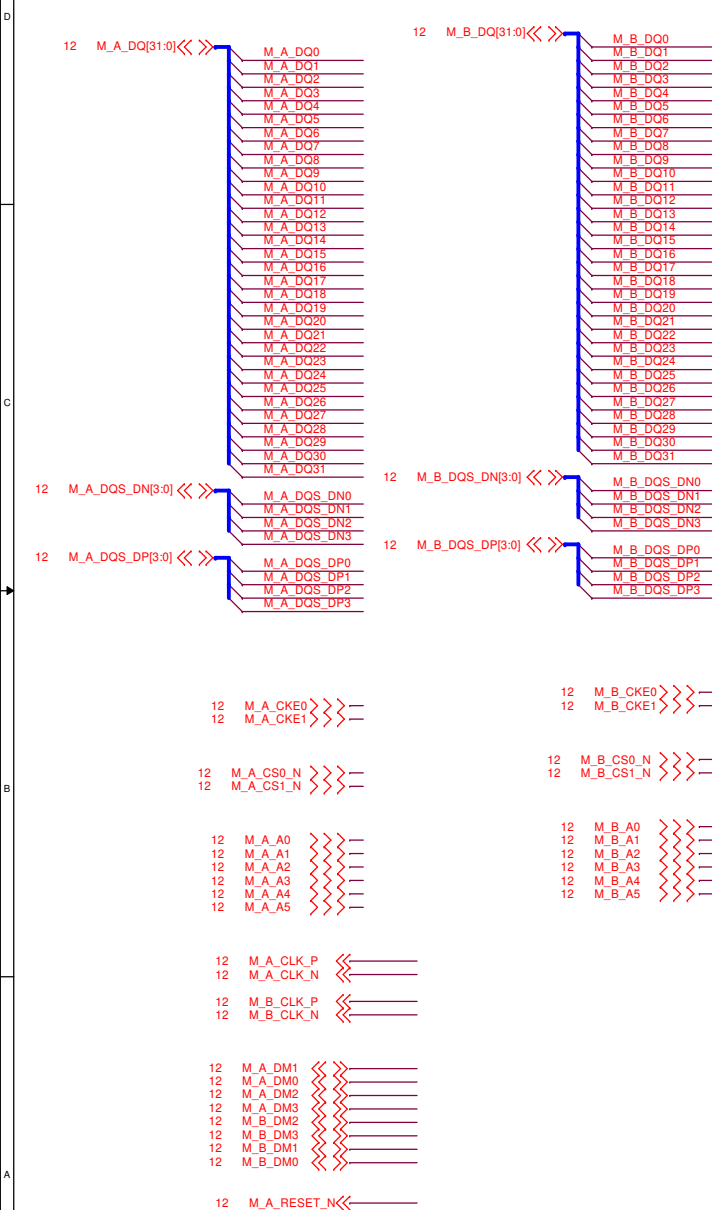 D
12 M_A_DQ[31:0]
M_A_DQ0
M_A_DQ1
M_A_DQ2
M_A_DQ3
M_A_DQ4
M_A_DQ5
M_A_DQ6
M_A_DQ7
M_A_DQ8
M_A_DQ9
M_A_DQ10
M_A_DQ11
M_A_DQ12
M_A_DQ13
M_A_DQ14
M_A_DQ15
M_A_DQ16
M_A_DQ17
M_A_DQ18
M_A_DQ19
M_A_DQ20
M_A_DQ21
M_A_DQ22
M_A_DQ23
M_A_DQ24
M_A_DQ25
M_A_DQ26
M_A_DQ27
M_A_DQ28
M_A_DQ29
M_A_DQ30
M_A_DQ31
12 M_A_DQS_DN[3:0]
M_A_DQS_DN0
M_A_DQS_DN1
M_A_DQS_DN2
M_A_DQS_DN3
12 M_A_DQS_DP[3:0]
M_A_DQS_DP0
M_A_DQS_DP1
M_A_DQS_DP2
M_A_DQS_DP3
12 M_B_DQ[31:0]
M_B_DQ0
M_B_DQ1
M_B_DQ2
M_B_DQ3
M_B_DQ4
M_B_DQ5
M_B_DQ6
M_B_DQ7
M_B_DQ8
M_B_DQ9
M_B_DQ10
M_B_DQ11
M_B_DQ12
M_B_DQ13
M_B_DQ14
M_B_DQ15
M_B_DQ16
M_B_DQ17
M_B_DQ18
M_B_DQ19
M_B_DQ20
M_B_DQ21
M_B_DQ22
M_B_DQ23
M_B_DQ24
M_B_DQ25
M_B_DQ26
M_B_DQ27
M_B_DQ28
M_B_DQ29
M_B_DQ30
M_B_DQ31
12 M_B_DQS_DN[3:0]
M_B_DQS_DN0
M_B_DQS_DN1
M_B_DQS_DN2
M_B_DQS_DN3
12 M_B_DQS_DP[3:0]
M_B_DQS_DP0
M_B_DQS_DP1
M_B_DQS_DP2
M_B_DQS_DP3
C
12 M_A_CKE0
12 M_A_CKE1
12 M_B_CKE0
12 M_B_CKE1
12 M_A_CS0_N
12 M_A_CS1_N
12 M_B_CS0_N
12 M_B_CS1_N
B
12 M_A_A0
12 M_A_A1
12 M_A_A2
12 M_A_A3
12 M_A_A4
12 M_A_A5
12 M_B_A0
12 M_B_A1
12 M_B_A2
12 M_B_A3
12 M_B_A4
12 M_B_A5
12 M_A_CLK_P
12 M_A_CLK_N
12 M_B_CLK_P
12 M_B_CLK_N
12 M_A_DM1
12 M_A_DM0
12 M_A_DM2
12 M_A_DM3
12 M_B_DM2
12 M_B_DM3
12 M_B_DM1
12 M_B_DM0
A
12 M_A_RESET_N